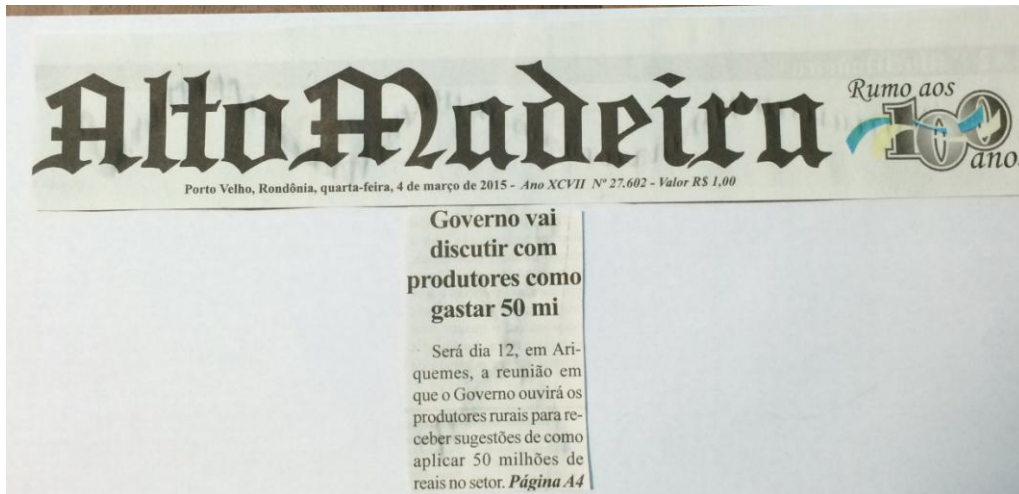 Alto Madeira
Rumo aos
100
anos
Porto Velho, Rondônia, quarta-feira, 4 de março de 2015 - Ano XCVII Nº 27.602 - Valor R$ 1,00
Governo vai
discutir com
produtores como
gastar 50 mi
Será dia 12, em Ari-
quemes, a reunião em
que o Governo ouvirá os
produtores rurais para re-
ceber sugestões de como
aplicar 50 milhões de
reais no setor. Página A4